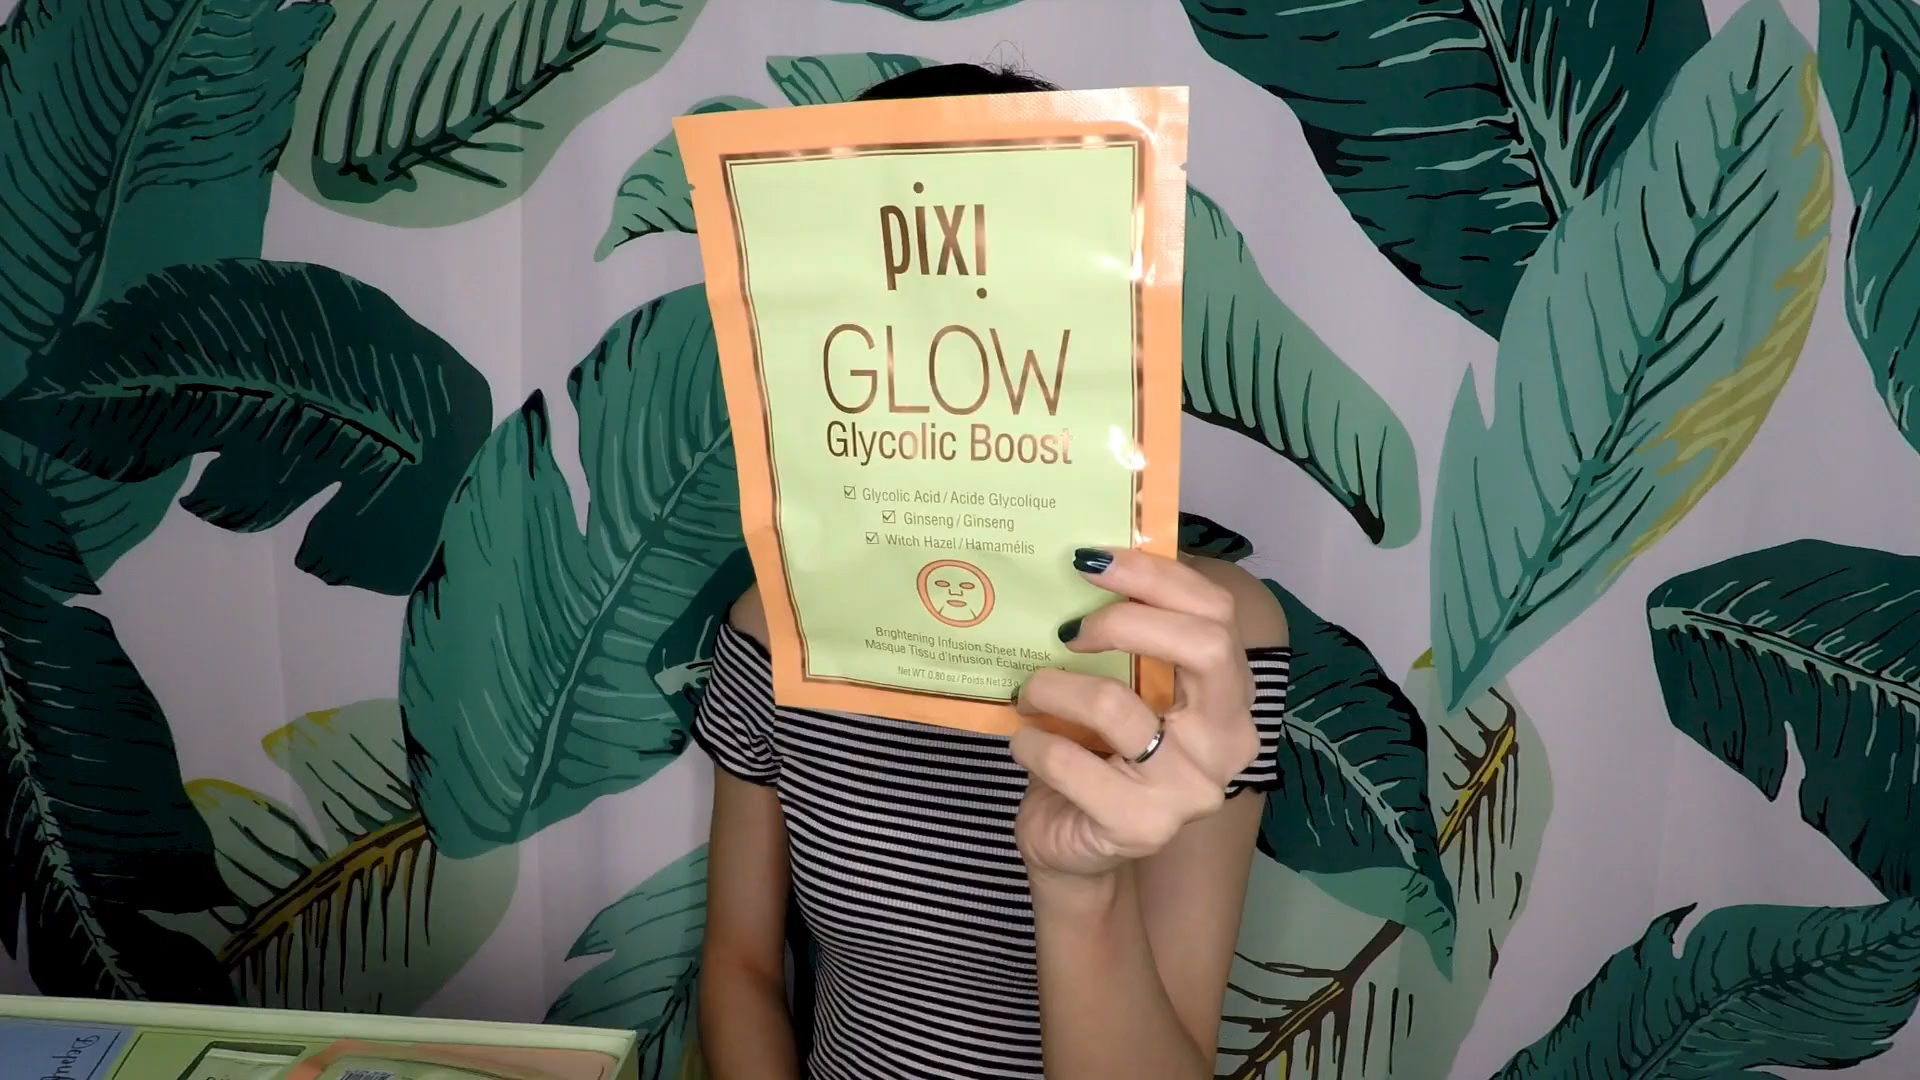 pixi
GLOW
Glycolic Boost
Glycolic Acid / Acide Glycolique
Ginseng / Ginseng
Witch Hazel / Hamamélis
Brightening Infusion Sheet Mask
Masque Tissu d'Infusion
Net WT. 0.80 oz / Poids Net 23 g